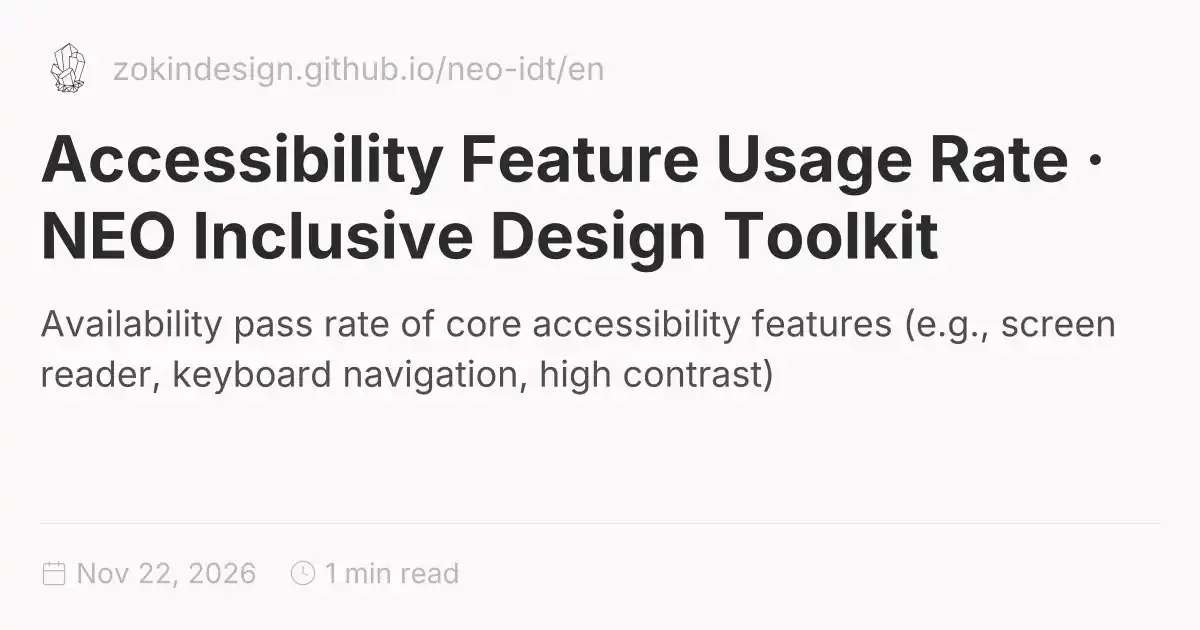 zokindesign.github.io/neo-idt/en
Accessibility Feature Usage Rate ·
NEO Inclusive Design Toolkit
Availability pass rate of core accessibility features (e.g., screen
reader, keyboard navigation, high contrast)
Nov 22, 2026 1 min read